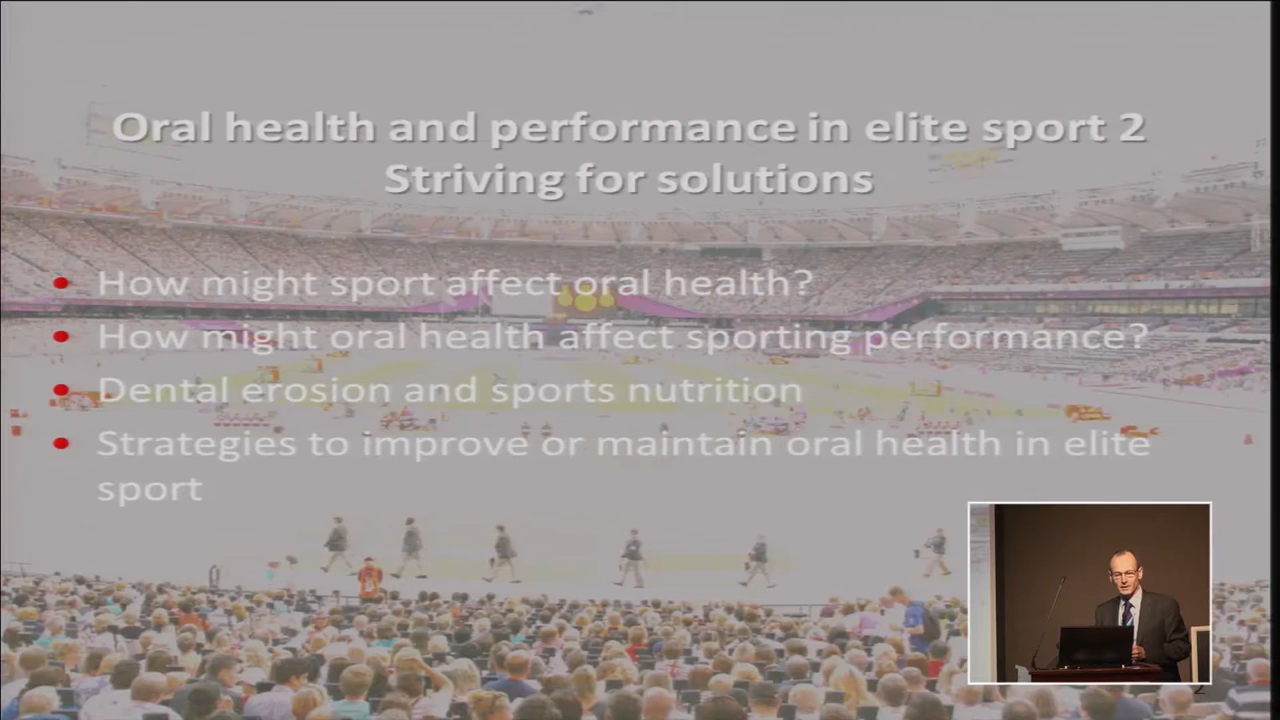 Oral health and performance in elite sport 2
Striving for solutions
• How might sport affect oral health?
• How might oral health affect sporting performance?
• Dental erosion and sports nutrition
• Strategies to improve or maintain oral health in elite
sport
2